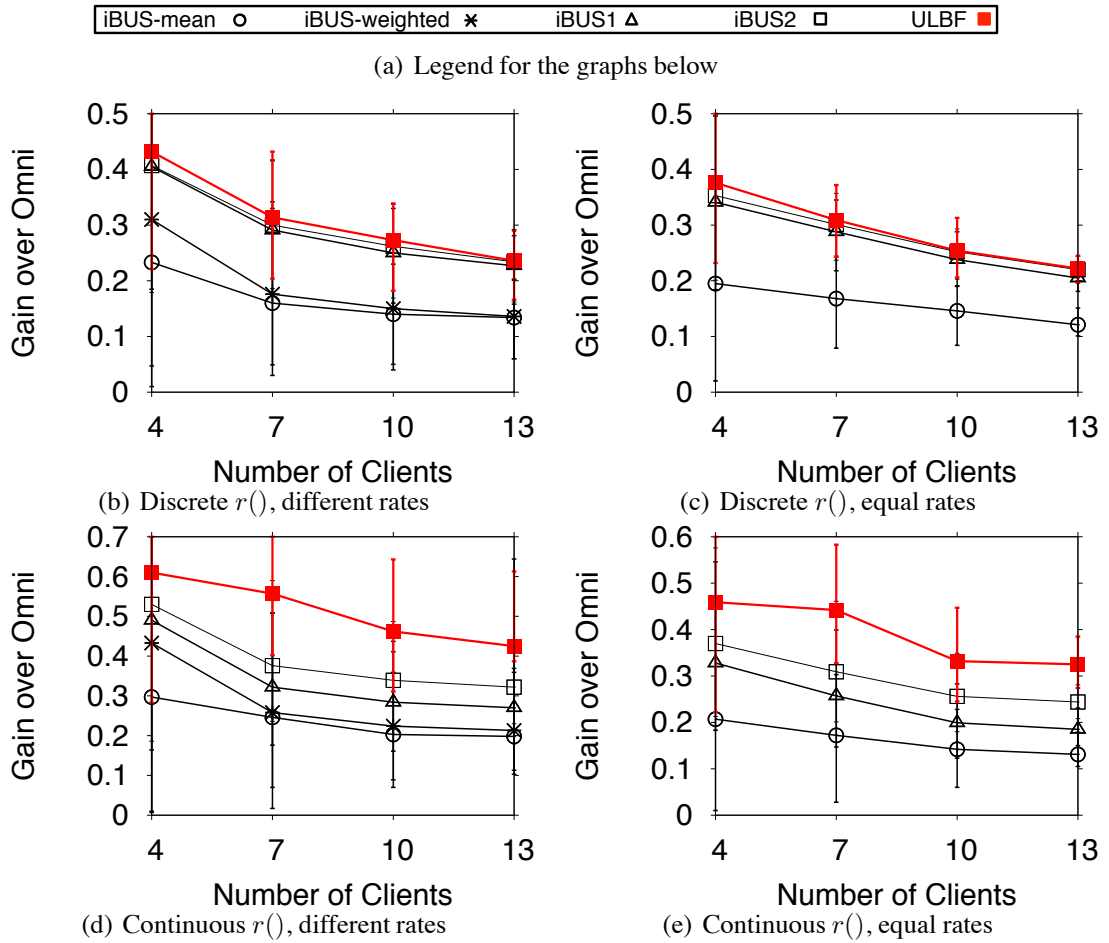 iBUS-mean iBUS-weighted iBUS1 iBUS2 ULBF
(a) Legend for the graphs below
0.5
0.4
0.3
0.2
0.1
0
Gain over Omni
4 7 10 13
Number of Clients
(b) Discrete r(), different rates
0.5
0.4
0.3
0.2
0.1
0
Gain over Omni
4 7 10 13
Number of Clients
(c) Discrete r(), equal rates
0.7
0.6
0.5
0.4
0.3
0.2
0.1
0
Gain over Omni
4 7 10 13
Number of Clients
(d) Continuous r(), different rates
0.6
0.5
0.4
0.3
0.2
0.1
0
Gain over Omni
4 7 10 13
Number of Clients
(e) Continuous r(), equal rates